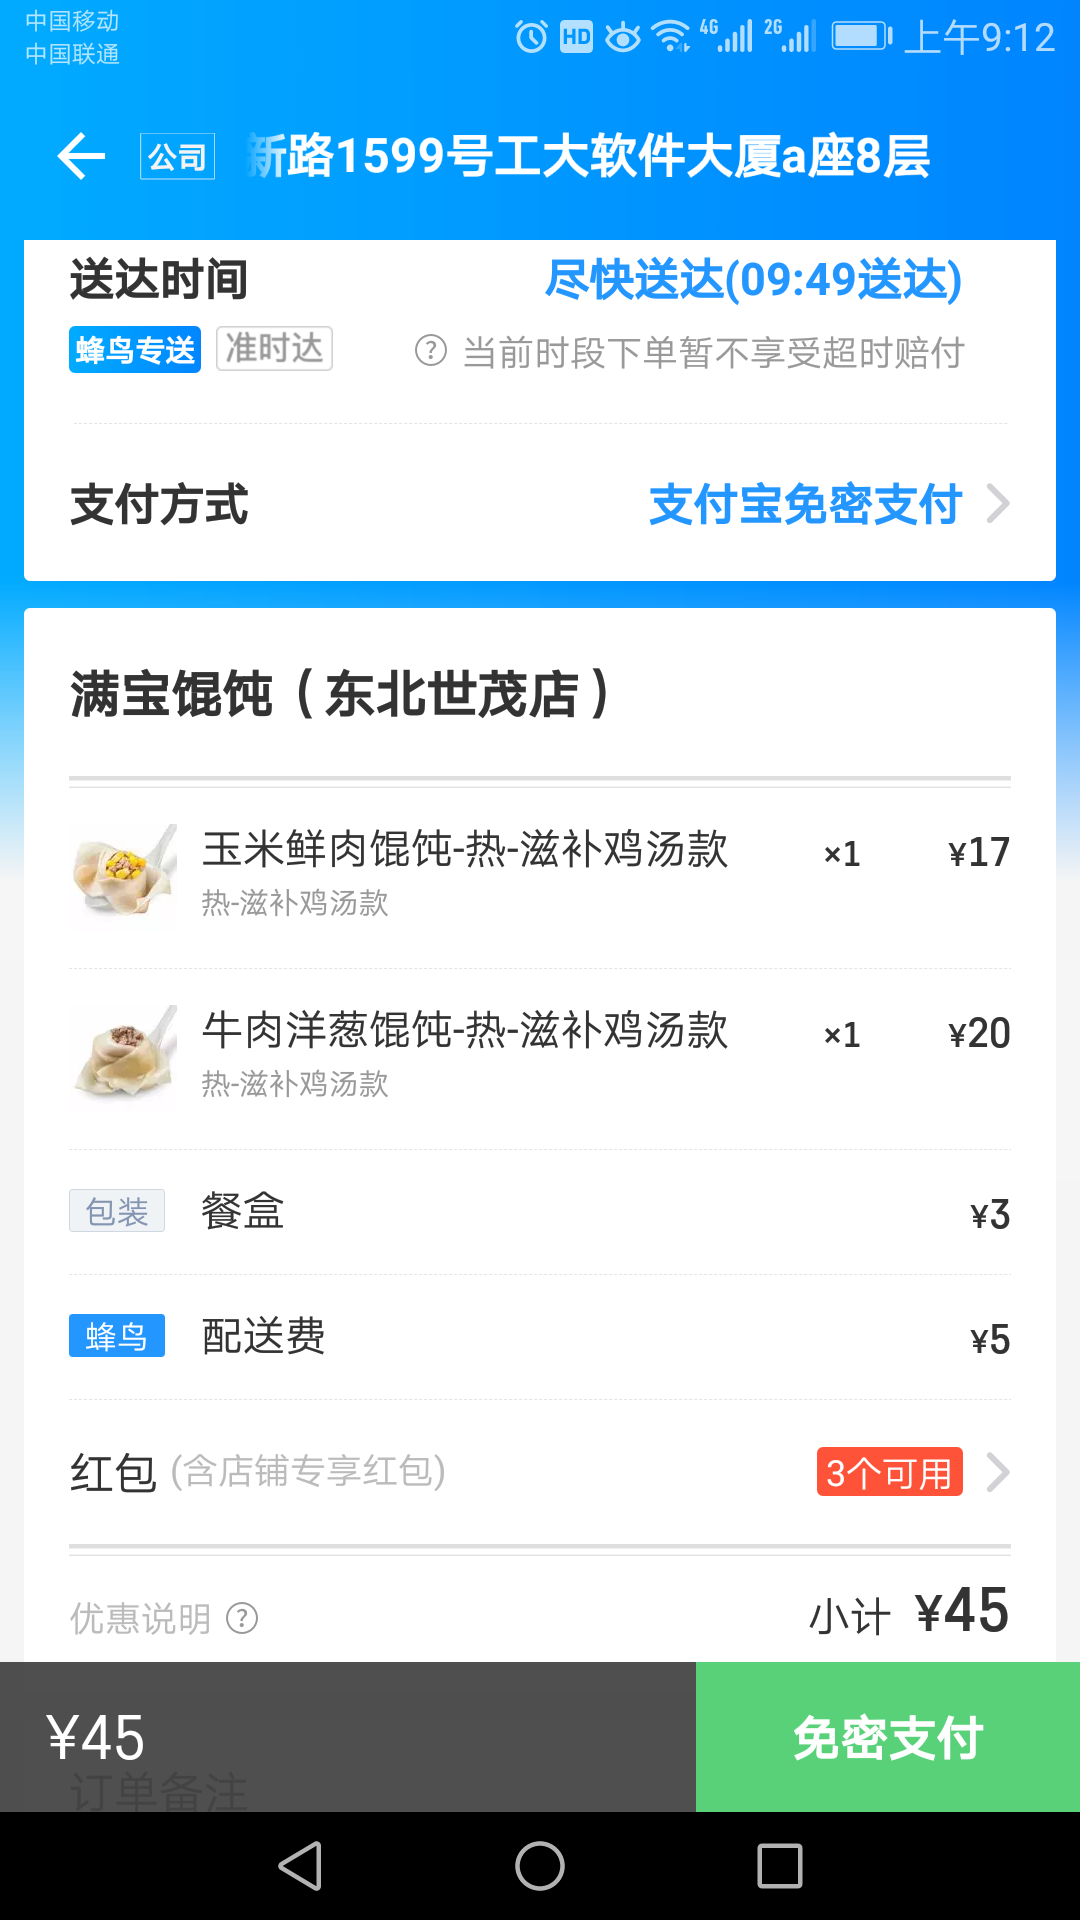 中国移动
中国联通
HD 4G 2G 上午9:12
公司 新路1599号工大软件大厦a座8层
送达时间 尽快送达(09:49送达)
蜂鸟专送 准时达 ? 当前时段下单暂不享受超时赔付
支付方式 支付宝免密支付
满宝馄饨（东北世茂店）
玉米鲜肉馄饨-热-滋补鸡汤款 ×1 ¥17
热-滋补鸡汤款
牛肉洋葱馄饨-热-滋补鸡汤款 ×1 ¥20
热-滋补鸡汤款
包装 餐盒 ¥3
蜂鸟 配送费 ¥5
红包 (含店铺专享红包) 3个可用
优惠说明 ? 小计 ¥45
¥45 免密支付
订单备注